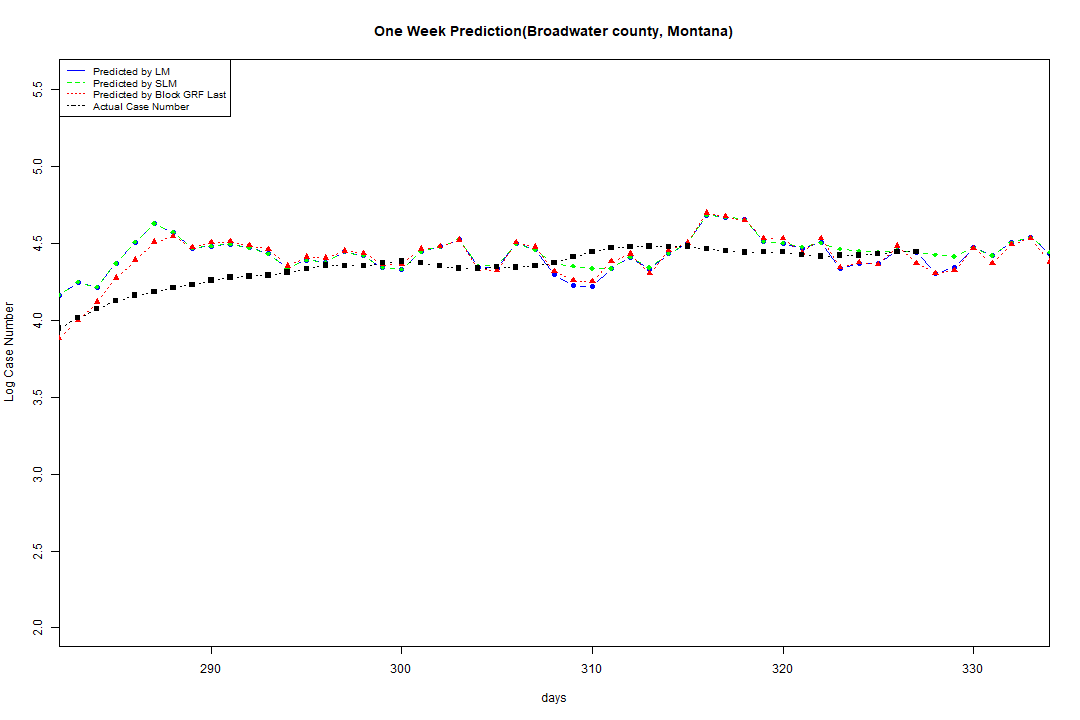 One Week Prediction(Broadwater county, Montana)
Predicted by LM
Predicted by SLM
Predicted by Block GRF Last
Actual Case Number
5.5
5.0
4.5
4.0
3.5
3.0
2.5
2.0
Log Case Number
290 300 310 320 330
days